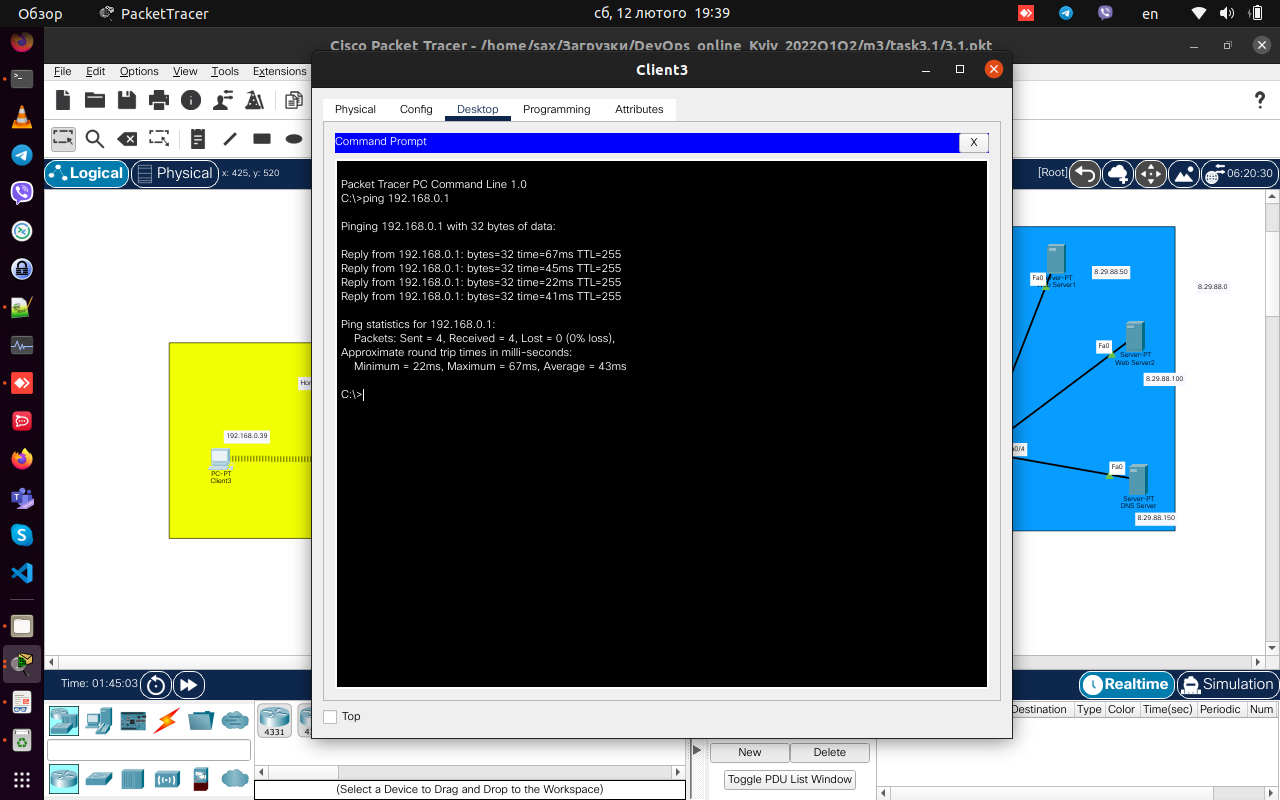 Обзор
PacketTracer
сб, 12 лютого 19:39
en
Cisco Packet Tracer - /home/sax/Загрузки/DevOps_online_Kyiv_2022Q1Q2/m3/task3.1/3.1.pkt
File Edit Options View Tools Extensions
Client3
Physical Config Desktop Programming Attributes
Command Prompt
X
Logical
Physical
x: 425, y: 520
[Root]
06:20:30
Packet Tracer PC Command Line 1.0
C:\>ping 192.168.0.1
Pinging 192.168.0.1 with 32 bytes of data:
Reply from 192.168.0.1: bytes=32 time=67ms TTL=255
Reply from 192.168.0.1: bytes=32 time=45ms TTL=255
Reply from 192.168.0.1: bytes=32 time=22ms TTL=255
Reply from 192.168.0.1: bytes=32 time=41ms TTL=255
Ping statistics for 192.168.0.1:
Packets: Sent = 4, Received = 4, Lost = 0 (0% loss),
Approximate round trip times in milli-seconds:
Minimum = 22ms, Maximum = 67ms, Average = 43ms
C:\>
192.168.0.39
PC-PT
Client3
Fa0
8.29.88.50
8.29.88.0
Fa0
Server-PT
Web Server2
8.29.88.100
Fa0
Server-PT
DNS Server
8.29.88.150
Time: 01:45:03
Realtime
Simulation
Top
4331
New
Delete
Toggle PDU List Window
(Select a Device to Drag and Drop to the Workspace)
Destination Type Color Time(sec) Periodic Num